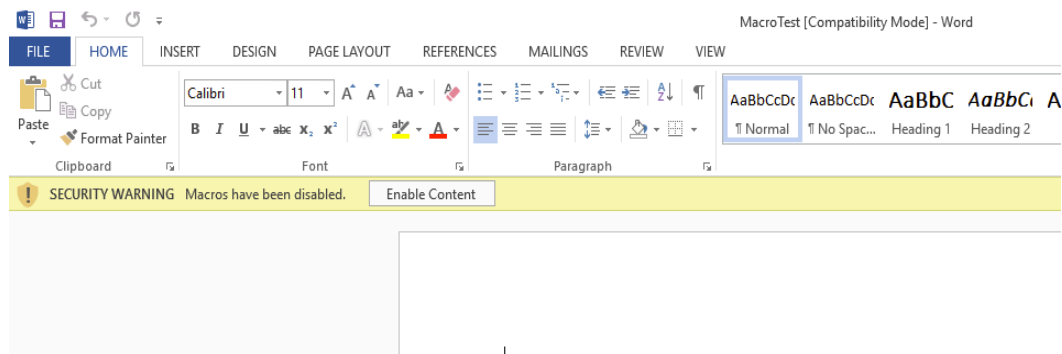 MacroTest [Compatibility Mode] - Word
FILE HOME INSERT DESIGN PAGE LAYOUT REFERENCES MAILINGS REVIEW VIEW
Cut
Copy
Paste
Format Painter
Clipboard
Calibri 11 A A Aa
B I U abc X₂ X² A aby A
Font
Paragraph
AaBbCcDc AaBbCcDc AaBbC AaBbCc A
¶ Normal ¶ No Spac... Heading 1 Heading 2
SECURITY WARNING Macros have been disabled. Enable Content